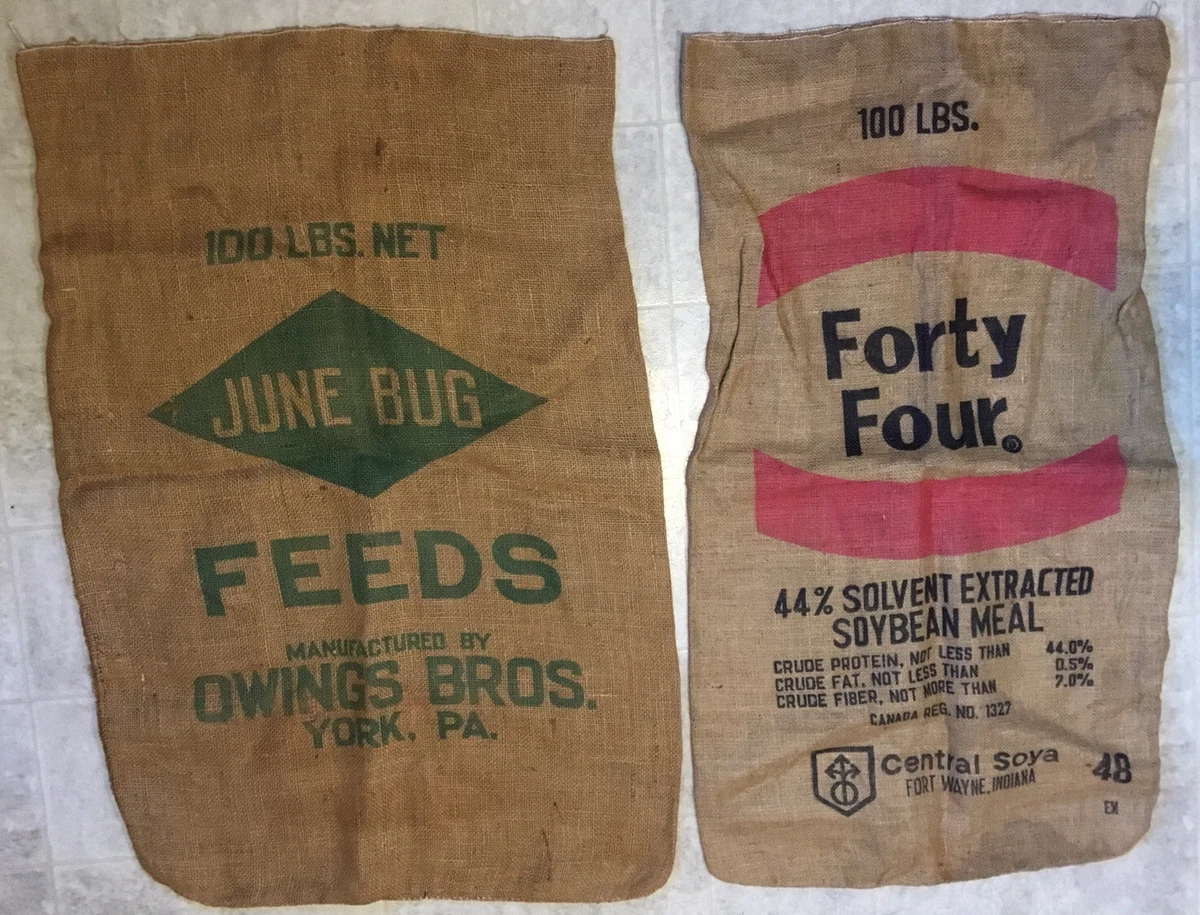 100 LBS. NET
JUNE BUG
FEEDS
MANUFACTURED BY
OWINGS BROS.
YORK, PA.
100 LBS.
Forty
Four®
44% SOLVENT EXTRACTED
SOYBEAN MEAL
CRUDE PROTEIN, NOT LESS THAN 44.0%
CRUDE FAT, NOT LESS THAN 0.5%
CRUDE FIBER, NOT MORE THAN 7.0%
CANADA REG. NO. 1327
Central Soya
FORT WAYNE, INDIANA
48
EM